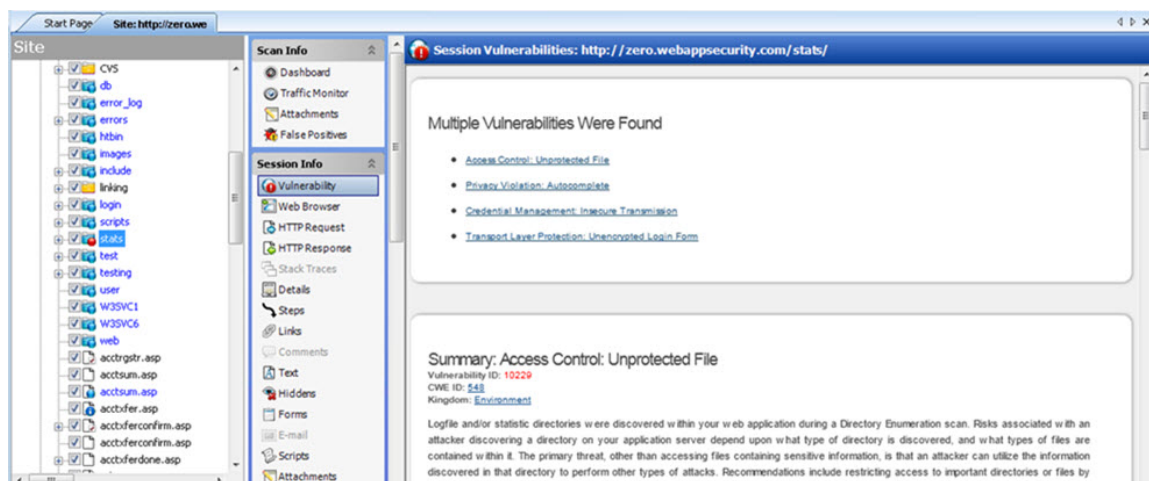 Start Page
Site: http://zero.we
Site
CVS
db
error_log
errors
htbin
images
include
linking
login
scripts
stats
test
testing
user
W3SVC1
W3SVC6
web
acctrgstr.asp
acctsum.asp
acctsum.asp
acctxfer.asp
acctxferconfirm.asp
acctxferconfirm.asp
acctxferdone.asp
Scan Info
Dashboard
Traffic Monitor
Attachments
False Positives
Session Info
Vulnerability
Web Browser
HTTP Request
HTTP Response
Stack Traces
Details
Steps
Links
Comments
Text
Hiddens
Forms
E-mail
Scripts
Attachments
Session Vulnerabilities: http://zero.webappsecurity.com/stats/
Multiple Vulnerabilities Were Found
Access Control: Unprotected File
Privacy Violation: Autocomplete
Credential Management: Insecure Transmission
Transport Layer Protection: Unencrypted Login Form
Summary: Access Control: Unprotected File
Vulnerability ID: 10229
CWE ID: 548
Kingdom: Environment
Logfile and/or statistic directories were discovered within your web application during a Directory Enumeration scan. Risks associated with an
attacker discovering a directory on your application server depend upon what type of directory is discovered, and what types of files are
contained within it. The primary threat, other than accessing files containing sensitive information, is that an attacker can utilize the information
discovered in that directory to perform other types of attacks. Recommendations include restricting access to important directories or files by